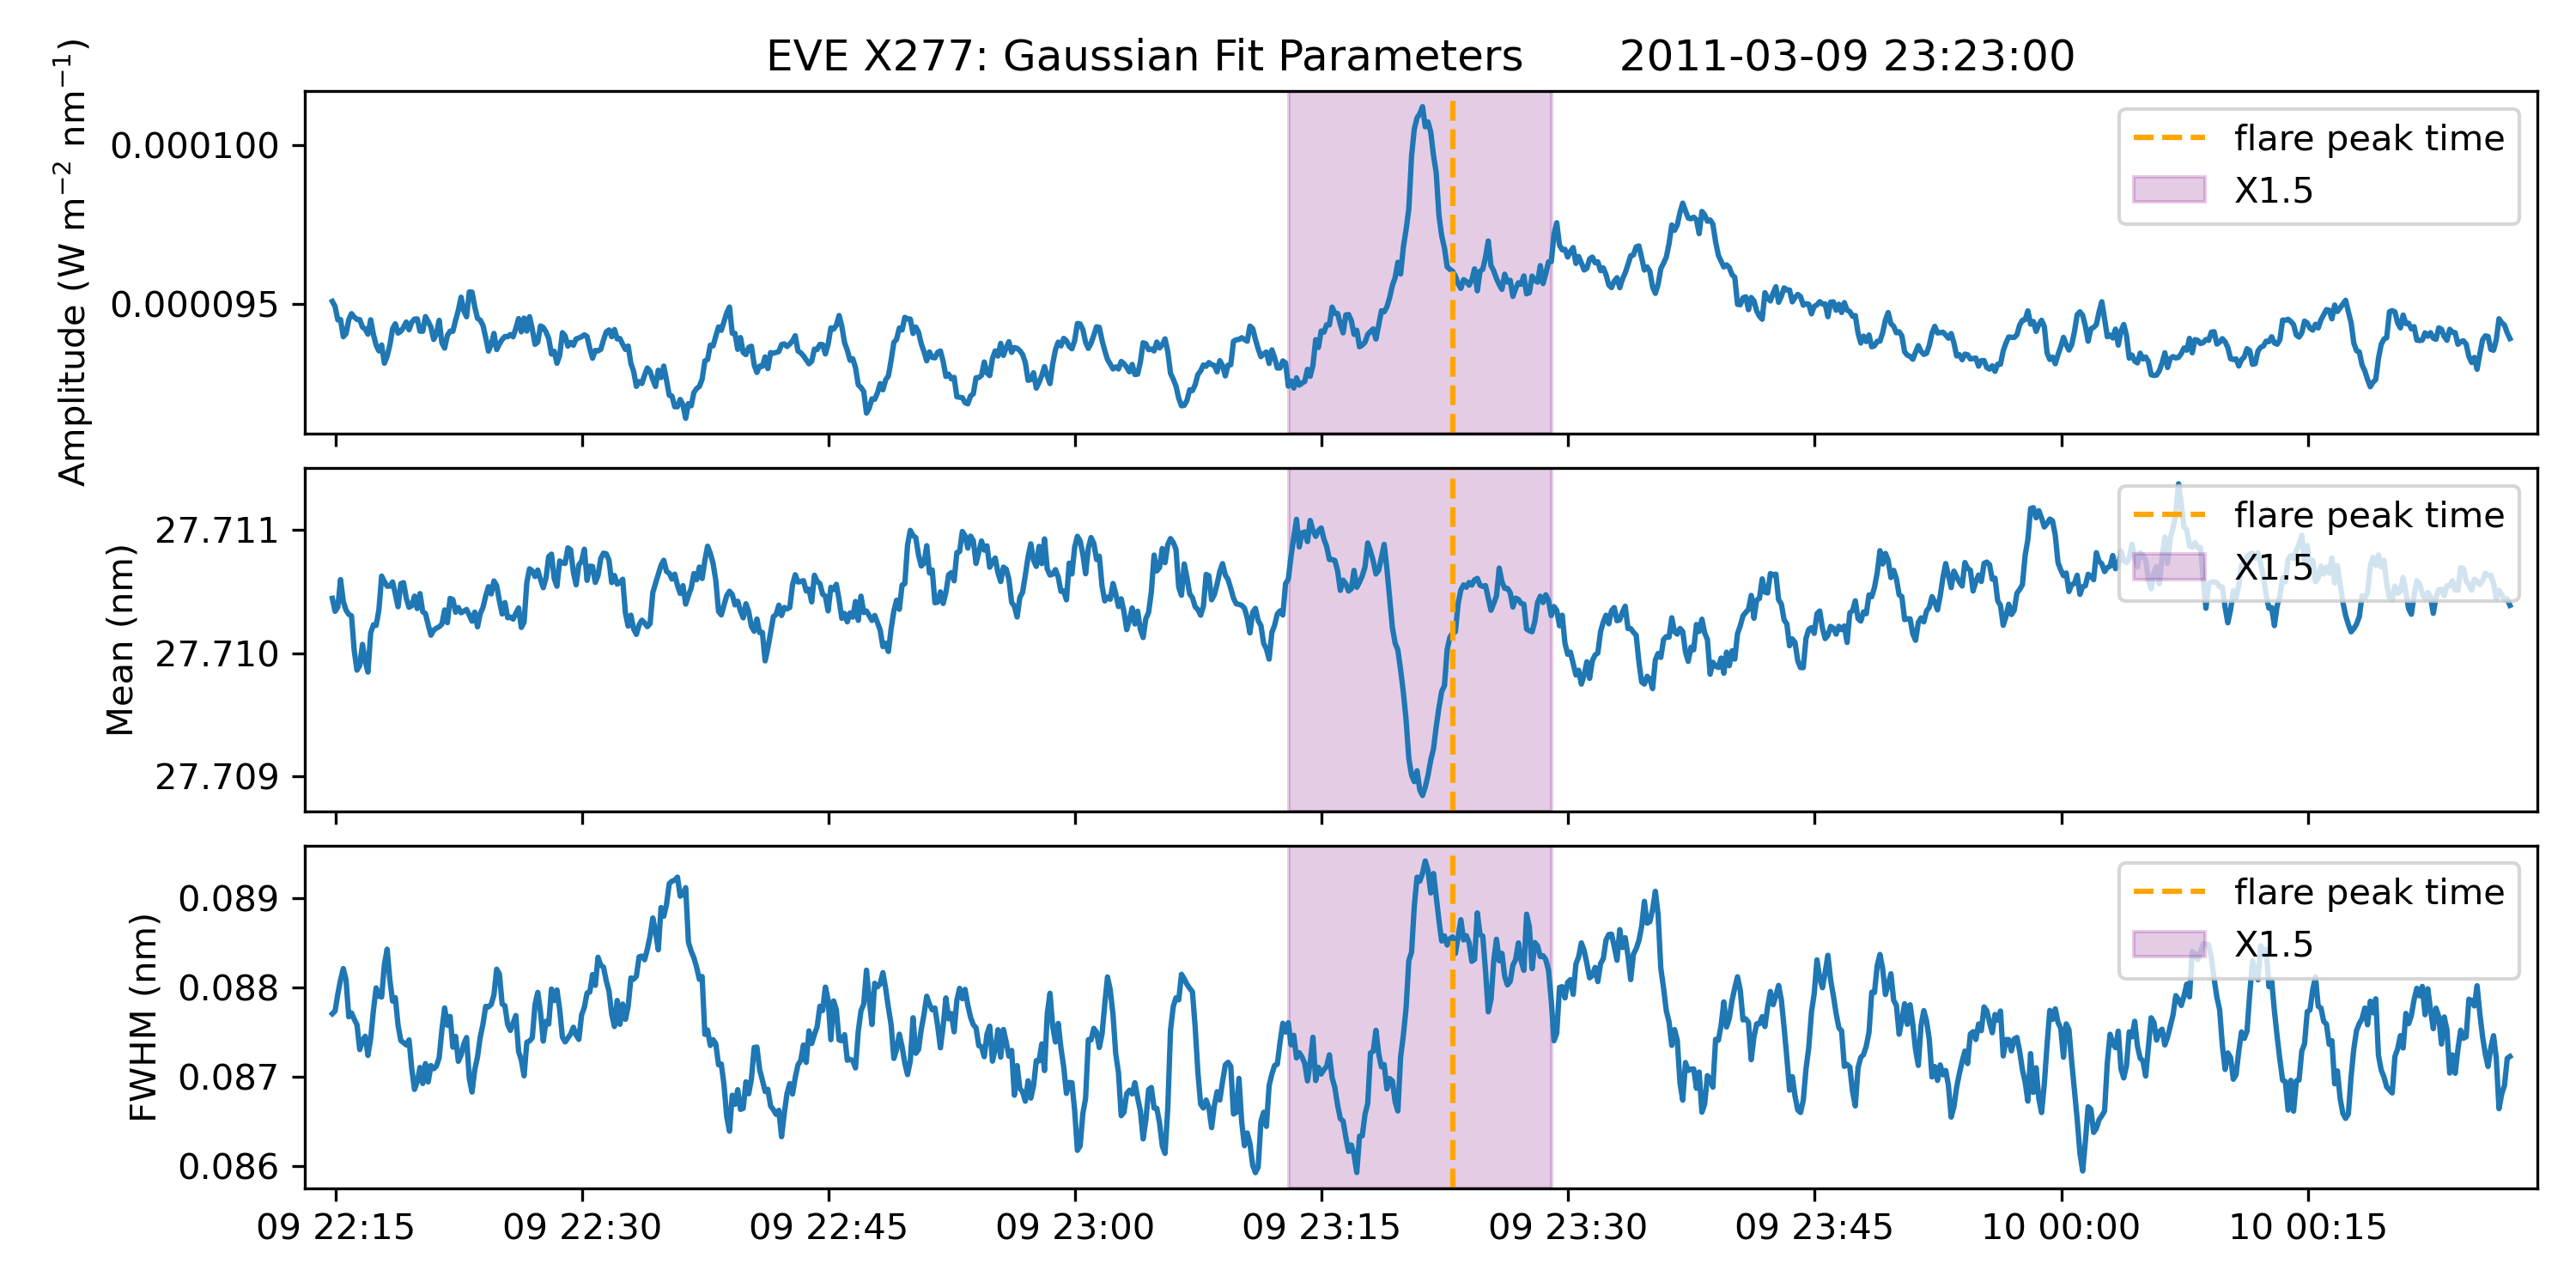 EVE X277: Gaussian Fit Parameters 2011-03-09 23:23:00
Amplitude (W m⁻² nm⁻¹)
0.000100
0.000095
flare peak time
X1.5
Mean (nm)
27.711
27.710
27.709
flare peak time
X1.5
FWHM (nm)
0.089
0.088
0.087
0.086
flare peak time
X1.5
09 22:15 09 22:30 09 22:45 09 23:00 09 23:15 09 23:30 09 23:45 10 00:00 10 00:15